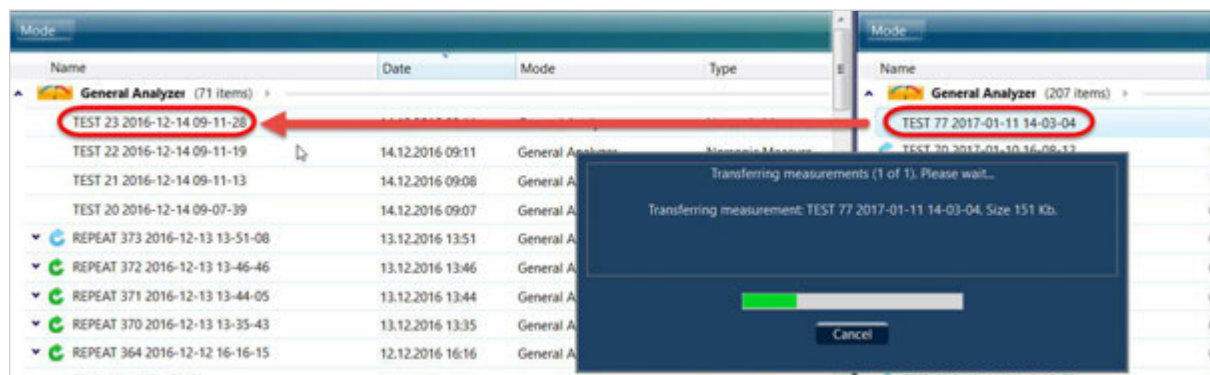 Mode
Name Date Mode Type
General Analyzer (71 items)
TEST 23 2016-12-14 09-11-28
TEST 22 2016-12-14 09-11-19 14.12.2016 09:11 General Analyzer
TEST 21 2016-12-14 09-11-13 14.12.2016 09:08 General A
TEST 20 2016-12-14 09-07-39 14.12.2016 09:07 General A
REPEAT 373 2016-12-13 13-51-08 13.12.2016 13:51 General A
REPEAT 372 2016-12-13 13-46-46 13.12.2016 13:46 General A
REPEAT 371 2016-12-13 13-44-05 13.12.2016 13:44 General A
REPEAT 370 2016-12-13 13-35-43 13.12.2016 13:35 General A
REPEAT 364 2016-12-12 16-16-15 12.12.2016 16:16 General A
Mode
Name
General Analyzer (207 items)
TEST 77 2017-01-11 14-03-04
TEST 70 2017-01-10 16-08-12
Transferring measurements (1 of 1). Please wait...
Transferring measurement: TEST 77 2017-01-11 14-03-04. Size 151 Kb.
Cancel